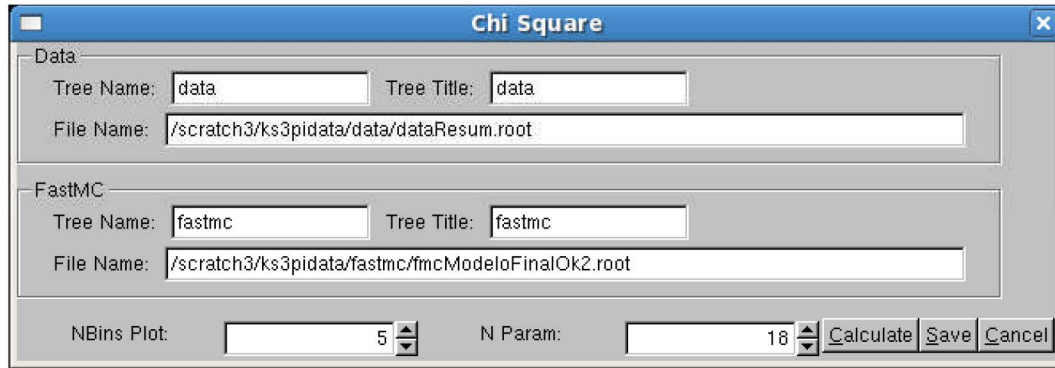 Chi Square
Data
Tree Name: data Tree Title: data
File Name: /scratch3/ks3pidata/data/dataResum.root
FastMC
Tree Name: fastmc Tree Title: fastmc
File Name: /scratch3/ks3pidata/fastmc/fmcModeloFinalOk2.root
NBins Plot: 5 N Param: 18 Calculate Save Cancel